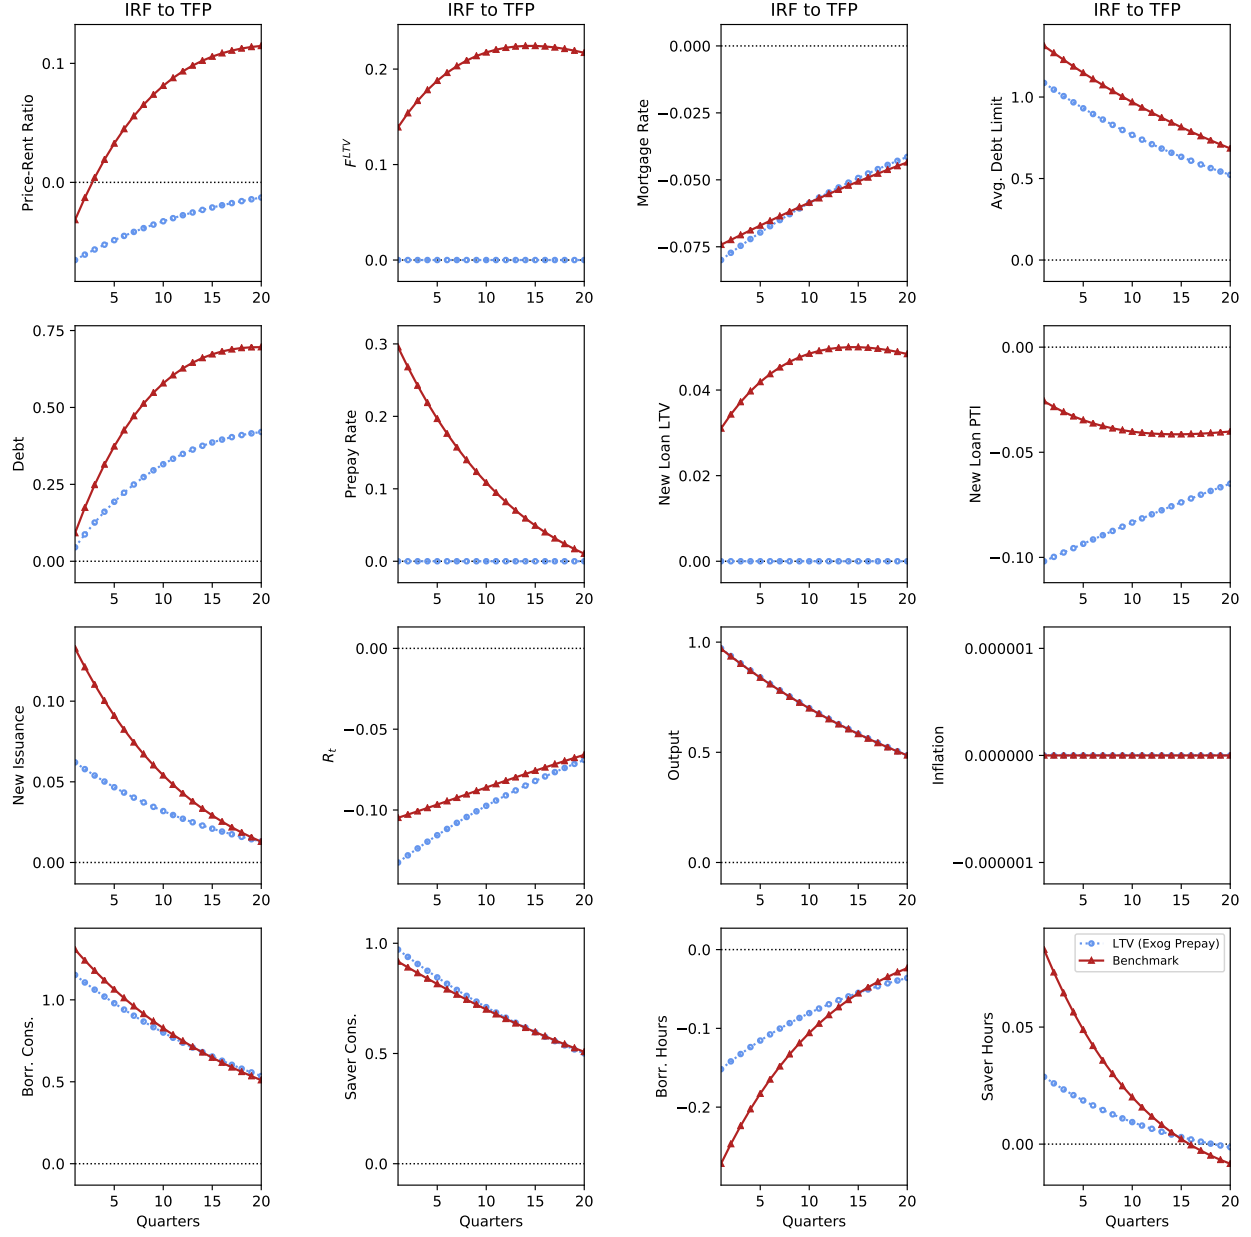 IRF to TFP IRF to TFP IRF to TFP IRF to TFP
Price-Rent Ratio
0.1
0.0
5 10 15 20
F^{LTV}
0.2
0.1
0.0
5 10 15 20
Mortgage Rate
0.000
−0.025
−0.050
−0.075
5 10 15 20
Avg. Debt Limit
1.0
0.5
0.0
5 10 15 20
Debt
0.75
0.50
0.25
0.00
5 10 15 20
Prepay Rate
0.3
0.2
0.1
0.0
5 10 15 20
New Loan LTV
0.04
0.02
0.00
5 10 15 20
New Loan PTI
0.00
−0.05
−0.10
5 10 15 20
New Issuance
0.10
0.05
0.00
5 10 15 20
R_t
0.00
−0.05
−0.10
5 10 15 20
Output
1.0
0.5
0.0
5 10 15 20
Inflation
0.000001
0.000000
−0.000001
5 10 15 20
Borr. Cons.
1.0
0.5
0.0
5 10 15 20
Quarters
Saver Cons.
1.0
0.5
0.0
5 10 15 20
Quarters
Borr. Hours
0.0
−0.1
−0.2
5 10 15 20
Quarters
Saver Hours
0.05
0.00
LTV (Exog Prepay)
Benchmark
5 10 15 20
Quarters